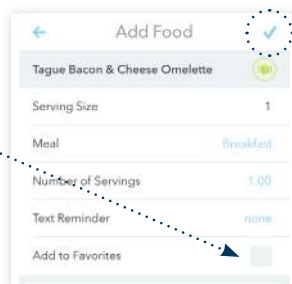 Add Food
Tague Bacon & Cheese Omelette
Serving Size 1
Meal Breakfast
Number of Servings 1.00
Text Reminder none
Add to Favorites